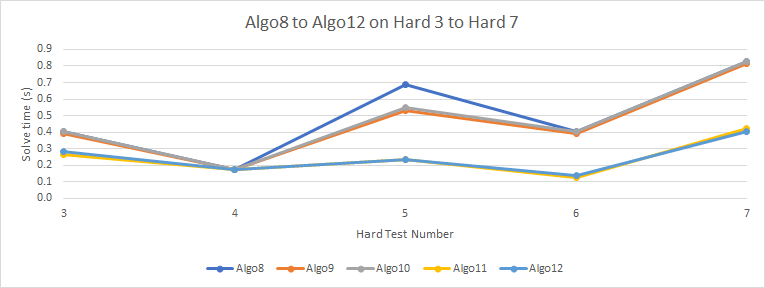 Algo8 to Algo12 on Hard 3 to Hard 7
0.9
0.8
0.7
0.6
0.5
0.4
0.3
0.2
0.1
0.0
Solve time (s)
3 4 5 6 7
Hard Test Number
Algo8 Algo9 Algo10 Algo11 Algo12